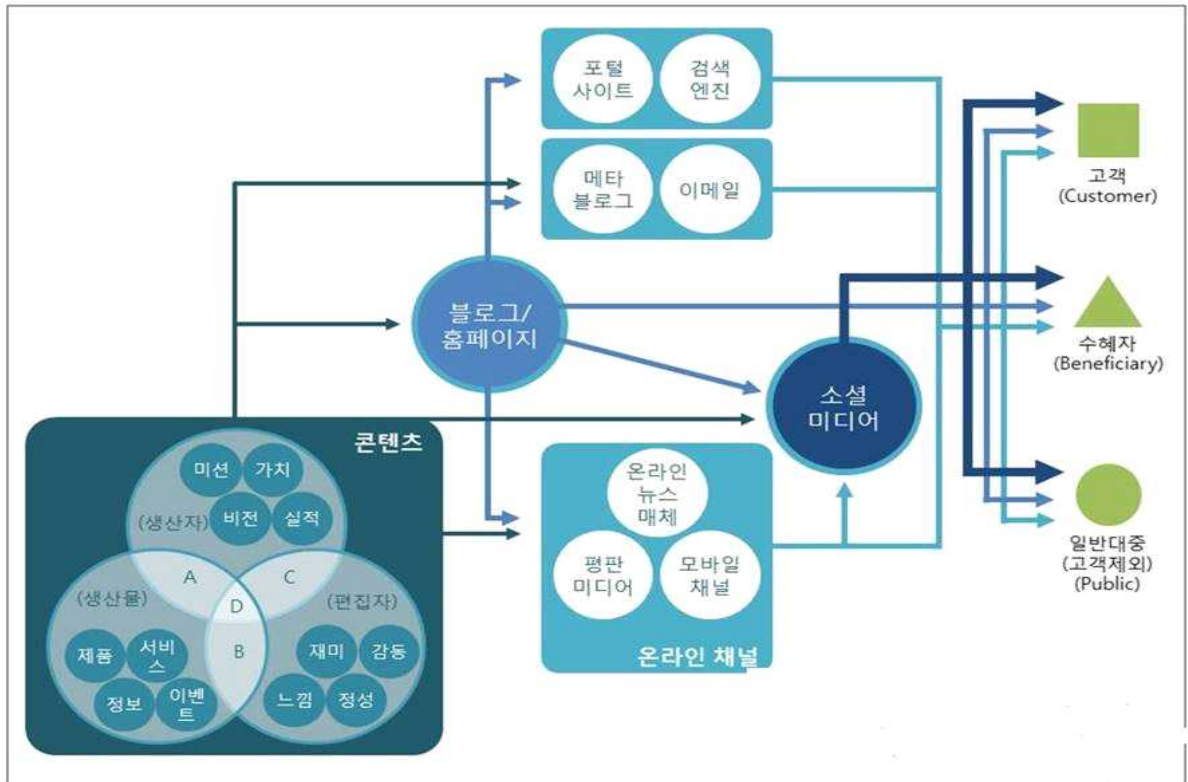 포털
사이트
검색
엔진
메타
블로그
이메일
고객
(Customer)
블로그/
홈페이지
수혜자
(Beneficiary)
소셜
미디어
콘텐츠
미션
가치
(생산자)
비전
실적
온라인
뉴스
매체
평판
미디어
모바일
채널
온라인 채널
일반대중
(고객제외)
(Public)
A
C
(생산물)
D
(편집자)
B
제품
서비
스
정보
이벤
트
재미
감동
느낌
정성